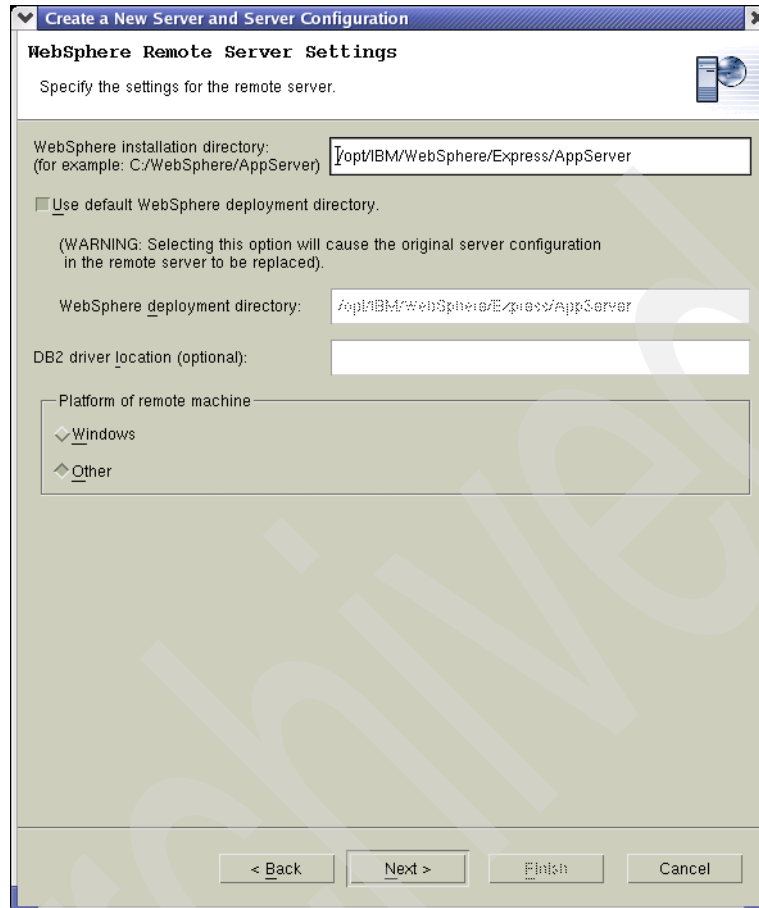 Create a New Server and Server Configuration
WebSphere Remote Server Settings
Specify the settings for the remote server.
WebSphere installation directory:
(for example: C:/WebSphere/AppServer)
/opt/IBM/WebSphere/Express/AppServer
Use default WebSphere deployment directory.
(WARNING: Selecting this option will cause the original server configuration
in the remote server to be replaced).
WebSphere deployment directory:
/opt/IBM/WebSphere/Express/AppServer
DB2 driver location (optional):
Platform of remote machine
Windows
Other
< Back
Next >
Finish
Cancel